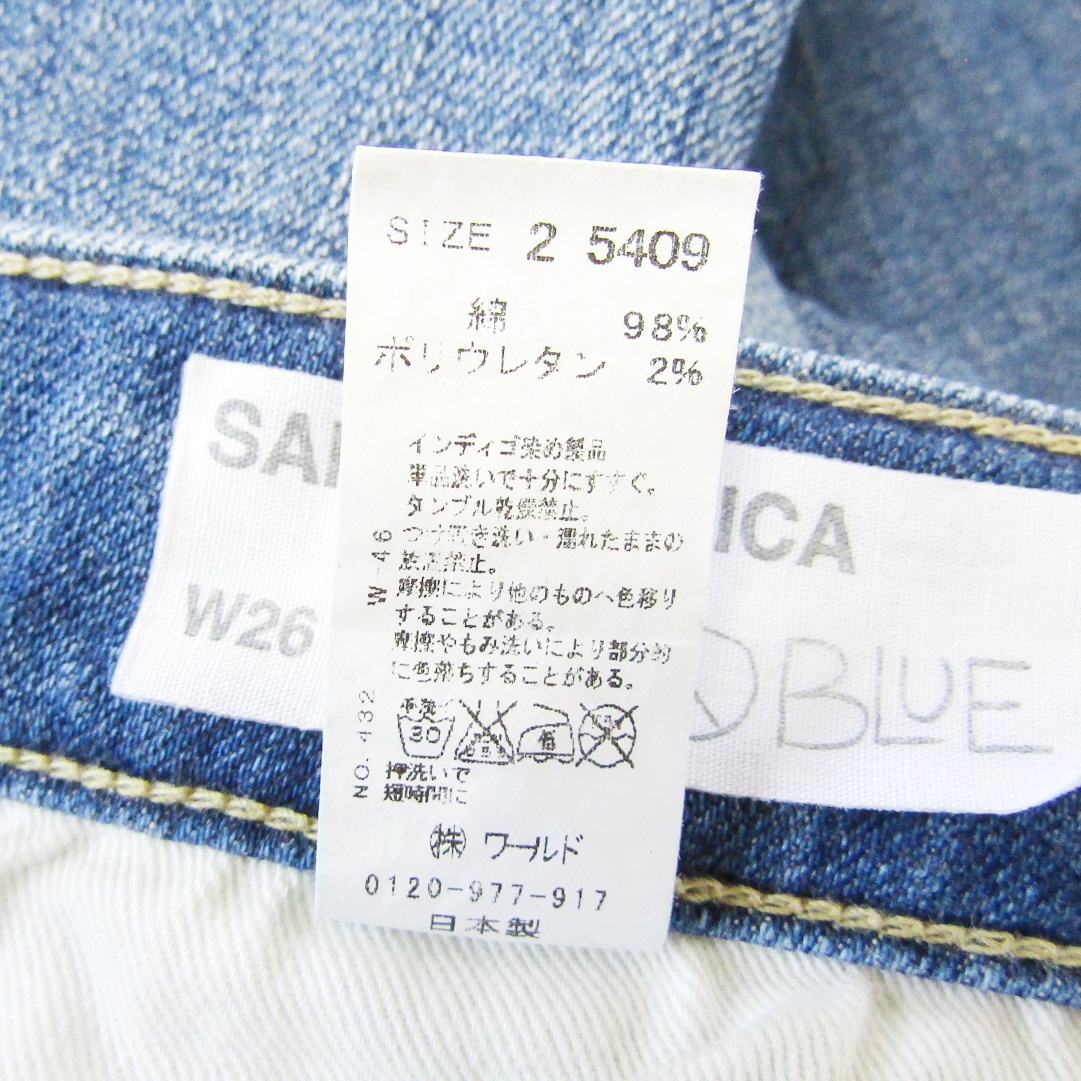 SIZE 2 5409
綿 98%
ポリウレタン 2%
インディゴ染め製品
単品洗いで十分にすすぐ。
タンブル乾燥禁止。
つけ置き洗い・濡れたままの
放置禁止。
摩擦により他のものへ色移り
することがある。
摩擦やもみ洗いにより部分的
に色落ちすることがある。
W 46
NO. 432
手洗イ
30
低
押洗いで
短時間に
(株) ワールド
0120-977-917
日本製
W26
BLUE